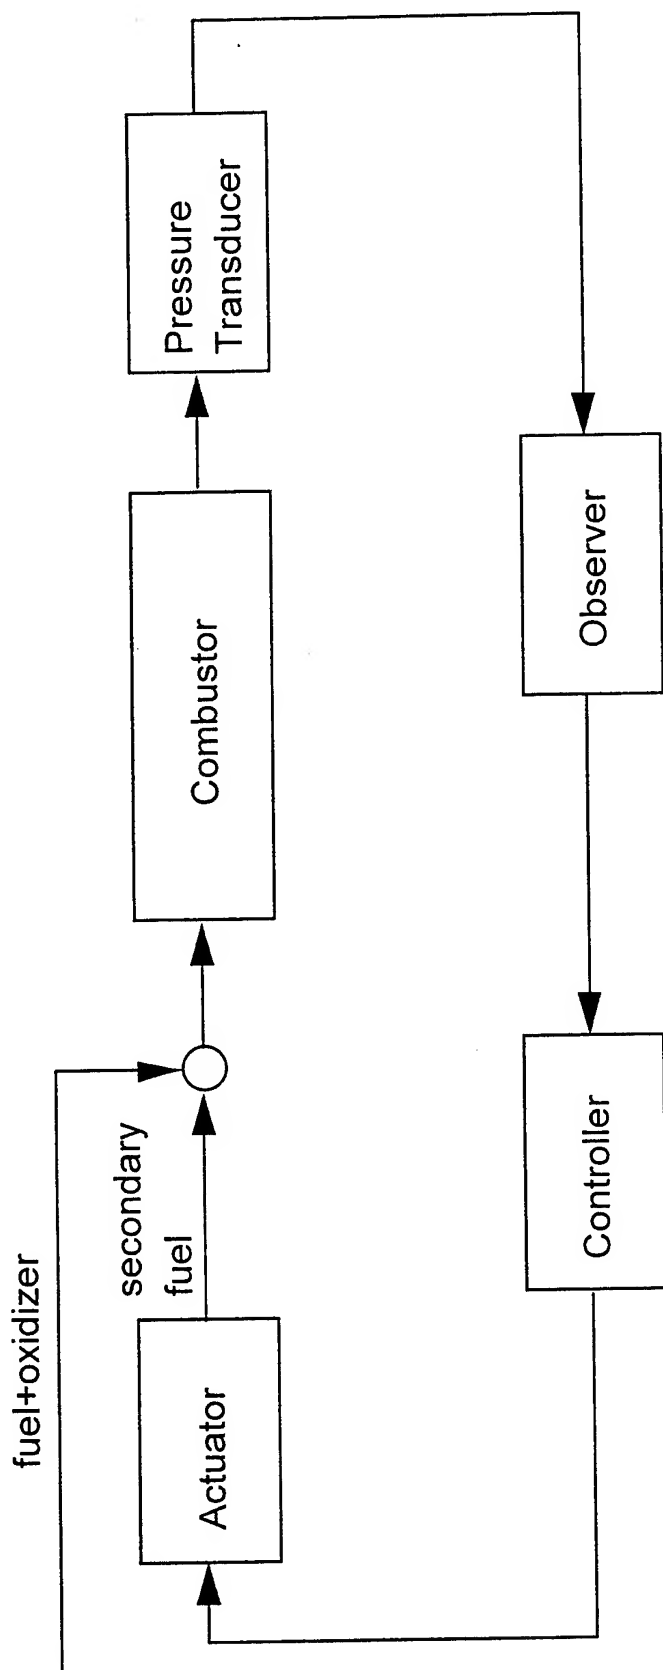 fuel+oxidizer
secondary
fuel
Actuator
Combustor
Pressure
Transducer
Controller
Observer